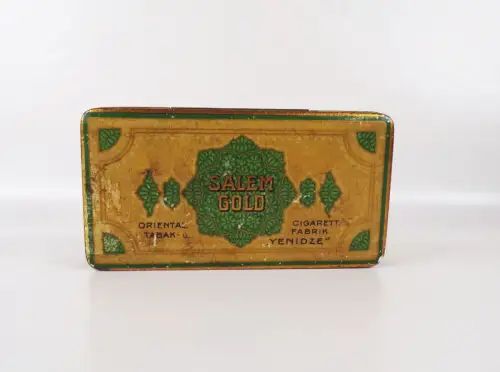 SALEM
GOLD
ORIENTAL.
TABAK-u.
CIGARETT.
FABRIK
"YENIDZE"